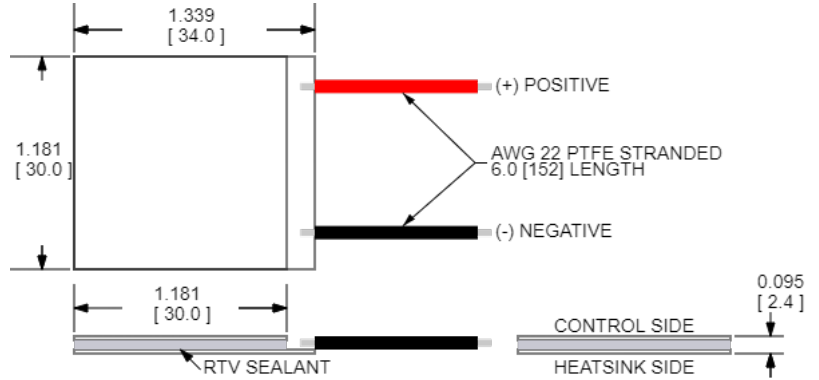 1.339
[ 34.0 ]
(+) POSITIVE
1.181
[ 30.0 ]
AWG 22 PTFE STRANDED
6.0 [152] LENGTH
(-) NEGATIVE
1.181
[ 30.0 ]
0.095
[ 2.4 ]
CONTROL SIDE
RTV SEALANT
HEATSINK SIDE